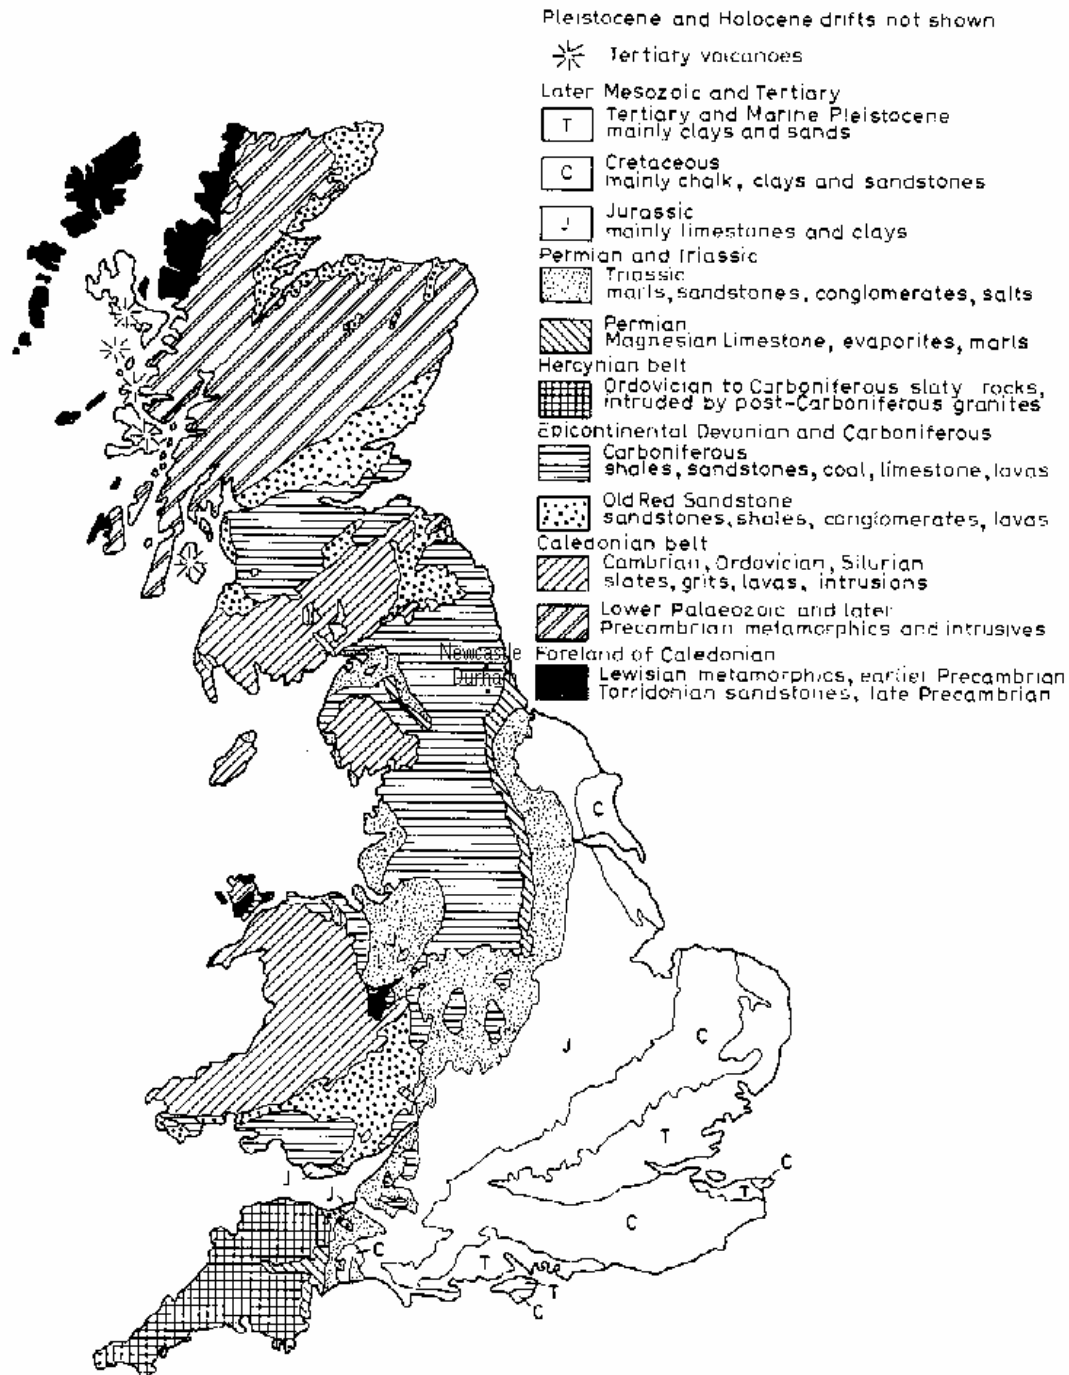 Pleistocene and Holocene drifts not shown
Tertiary volcanoes
Later Mesozoic and Tertiary
T
Tertiary and Marine Pleistocene
mainly clays and sands
C
Cretaceous
mainly chalk, clays and sandstones
J
Jurassic
mainly limestones and clays
Permian and Triassic
Triassic
marls, sandstones, conglomerates, salts
Permian
Magnesian Limestone, evaporites, marls
Hercynian belt
Ordovician to Carboniferous slaty rocks,
intruded by post-Carboniferous granites
Epicontinental Devonian and Carboniferous
Carboniferous
shales, sandstones, coal, limestone, lavas
Old Red Sandstone
sandstones, shales, conglomerates, lavas
Caledonian belt
Cambrian, Ordovician, Silurian
slates, grits, lavas, intrusions
Lower Palaeozoic and later
Precambrian metamorphics and intrusives
Foreland of Caledonian
Lewisian metamorphics, earlier Precambrian
Torridonian sandstones, late Precambrian
Newcastle
Durham
C
J
C
J
T
C
T
J
J
C
C
T
T
C